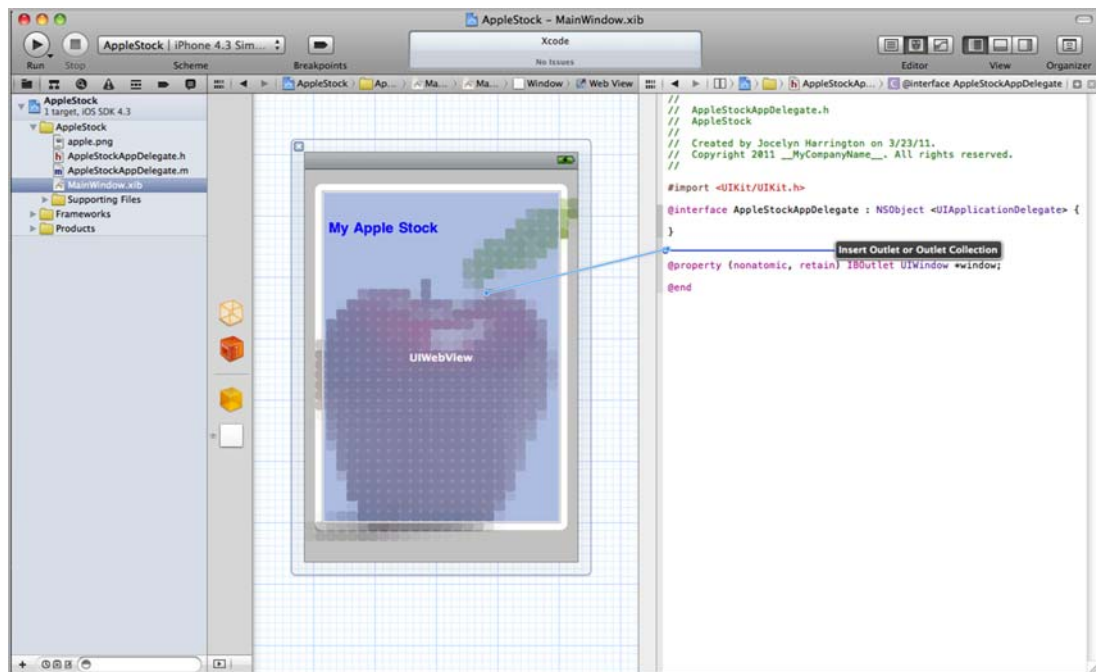 AppleStock - MainWindow.xib
AppleStock | iPhone 4.3 Sim...
Xcode
No Issues
Run Stop Scheme Breakpoints Editor View Organizer
AppleStock Ap... Ma... Ma... Window Web View AppleStockAp... @interface AppleStockAppDelegate
AppleStock
1 target, iOS SDK 4.3
AppleStock
apple.png
AppleStockAppDelegate.h
AppleStockAppDelegate.m
MainWindow.xib
Supporting Files
Frameworks
Products
My Apple Stock
UIWebView
//
// AppleStockAppDelegate.h
// AppleStock
//
// Created by Jocelyn Harrington on 3/23/11.
// Copyright 2011 __MyCompanyName__. All rights reserved.
//
#import <UIKit/UIKit.h>
@interface AppleStockAppDelegate : NSObject <UIApplicationDelegate> {
}
Insert Outlet or Outlet Collection
@property (nonatomic, retain) IBOutlet UIWindow *window;
@end